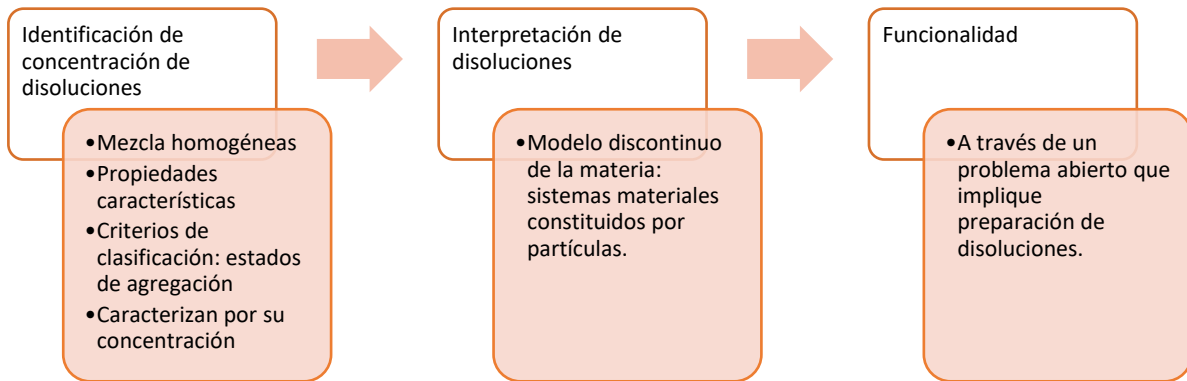 Identificación de
concentración de
disoluciones
•Mezcla homogéneas
•Propiedades
características
•Criterios de
clasificación: estados
de agregación
•Caracterizan por su
concentración
Interpretación de
disoluciones
•Modelo discontinuo
de la materia:
sistemas materiales
constituidos por
partículas.
Funcionalidad
•A través de un
problema abierto que
implique
preparación de
disoluciones.